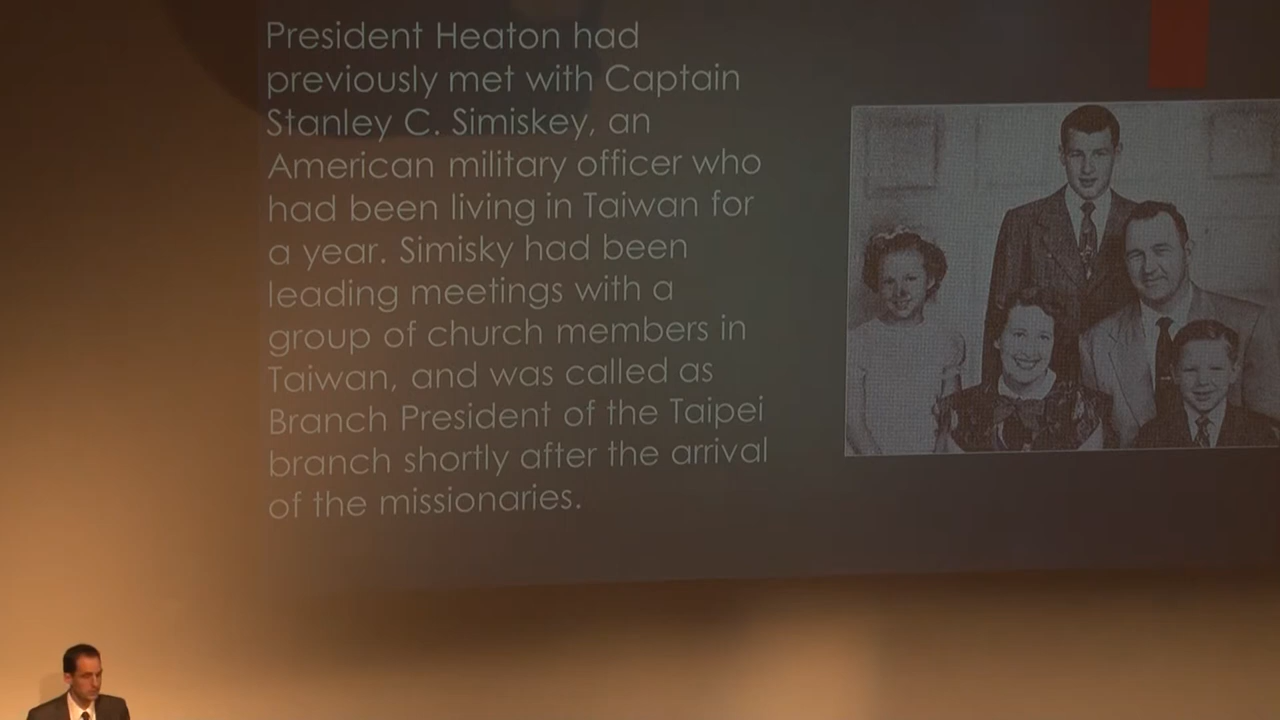 President Heaton had
previously met with Captain
Stanley C. Simiskey, an
American military officer who
had been living in Taiwan for
a year. Simisky had been
leading meetings with a
group of church members in
Taiwan, and was called as
Branch President of the Taipei
branch shortly after the arrival
of the missionaries.